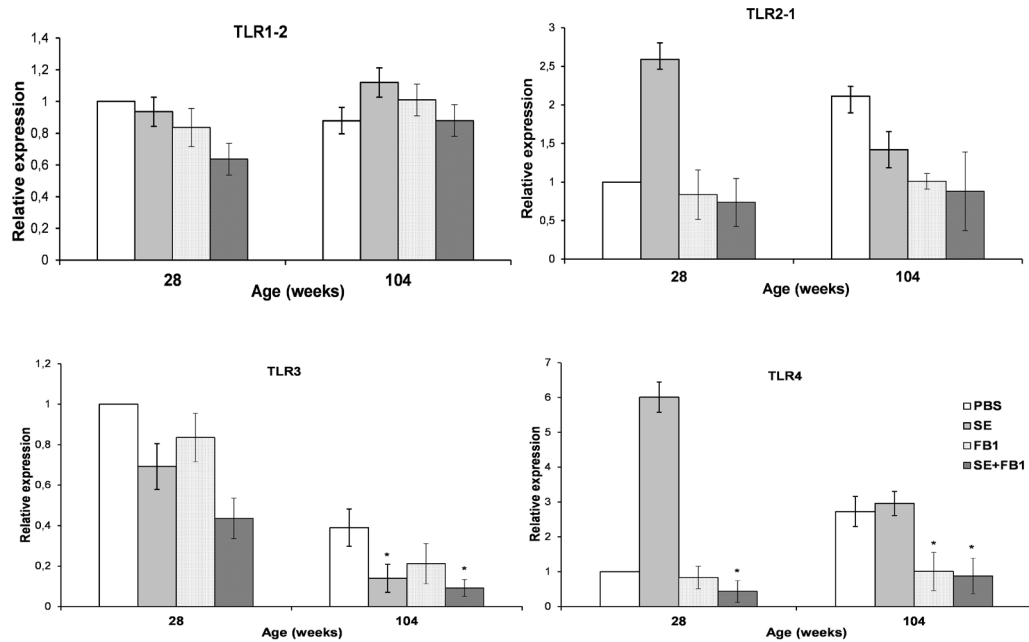 TLR1-2
Relative expression
1,4
1,2
1
0,8
0,6
0,4
0,2
0
28
104
Age (weeks)
TLR2-1
Relative expression
3
2,5
2
1,5
1
0,5
0
28
104
Age (weeks)
TLR3
Relative expression
1,2
1
0,8
0,6
0,4
0,2
0
*
*
28
104
Age (weeks)
TLR4
Relative expression
7
6
5
4
3
2
1
0
*
*
*
PBS
SE
FB1
SE+FB1
28
104
Age (weeks)